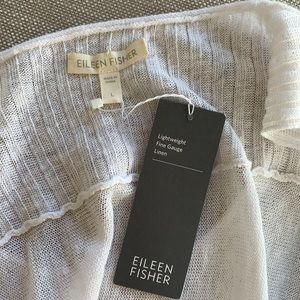 EILEEN FISHER
L
Lightweight
Fine Gauge
Linen
EILEEN
FISHER